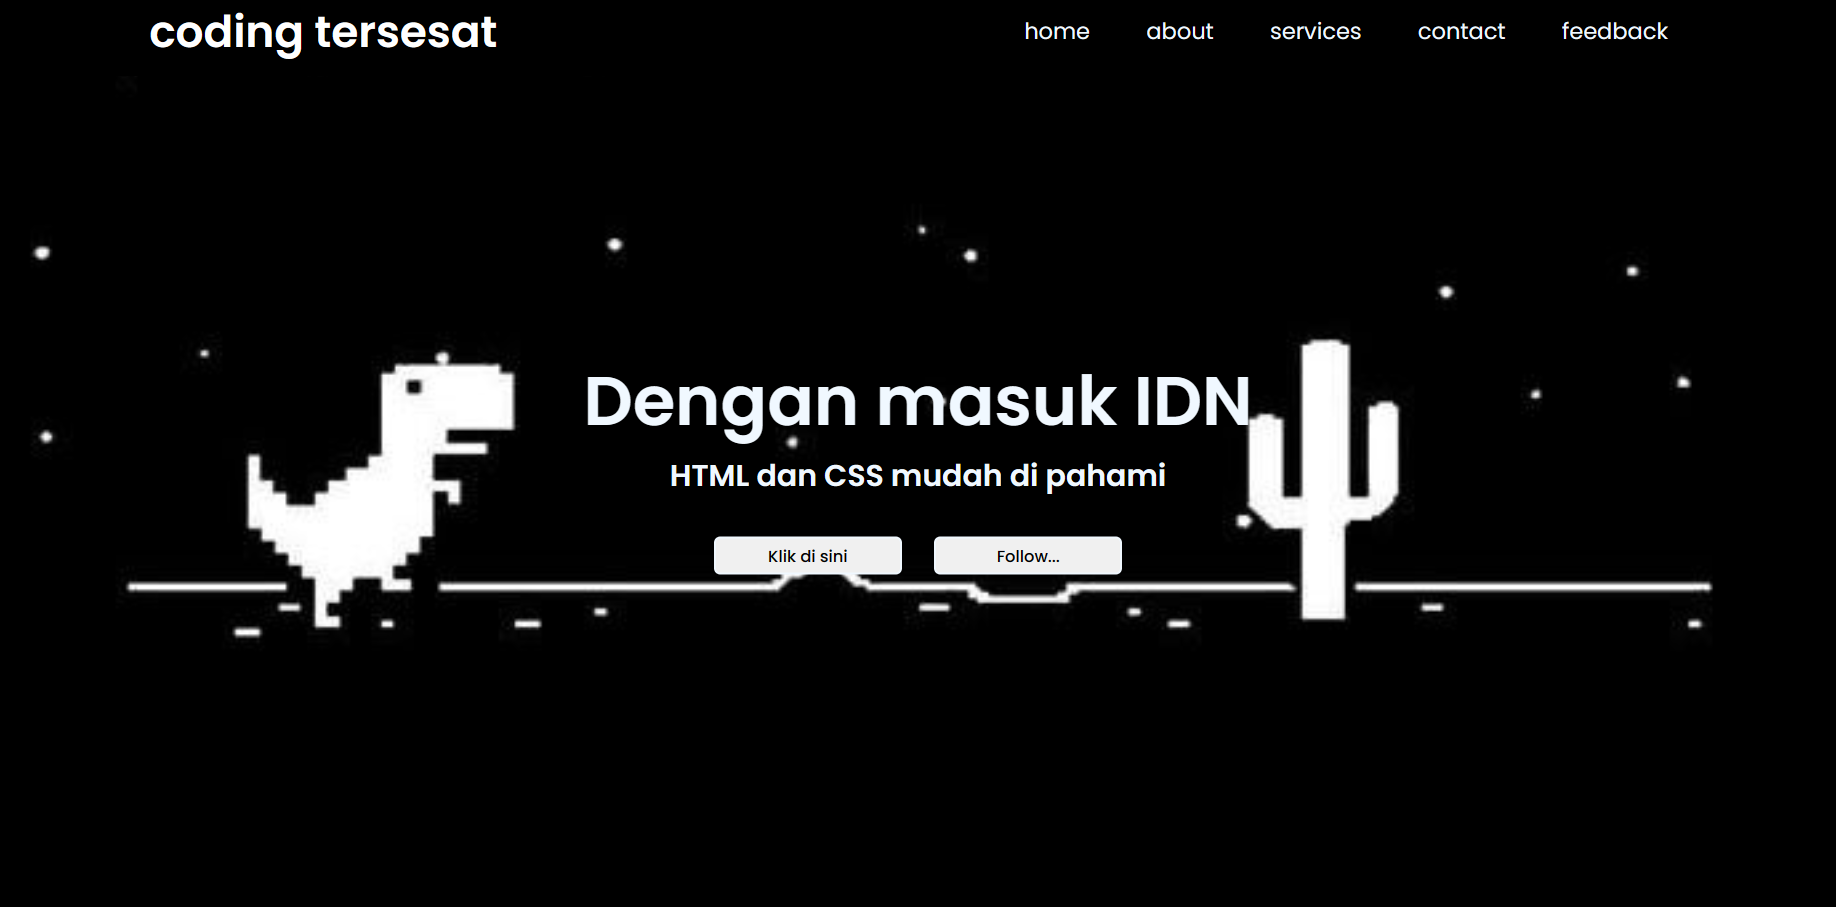 coding tersesat
home about services contact feedback
Dengan masuk IDN
HTML dan CSS mudah di pahami
Klik di sini
Follow...